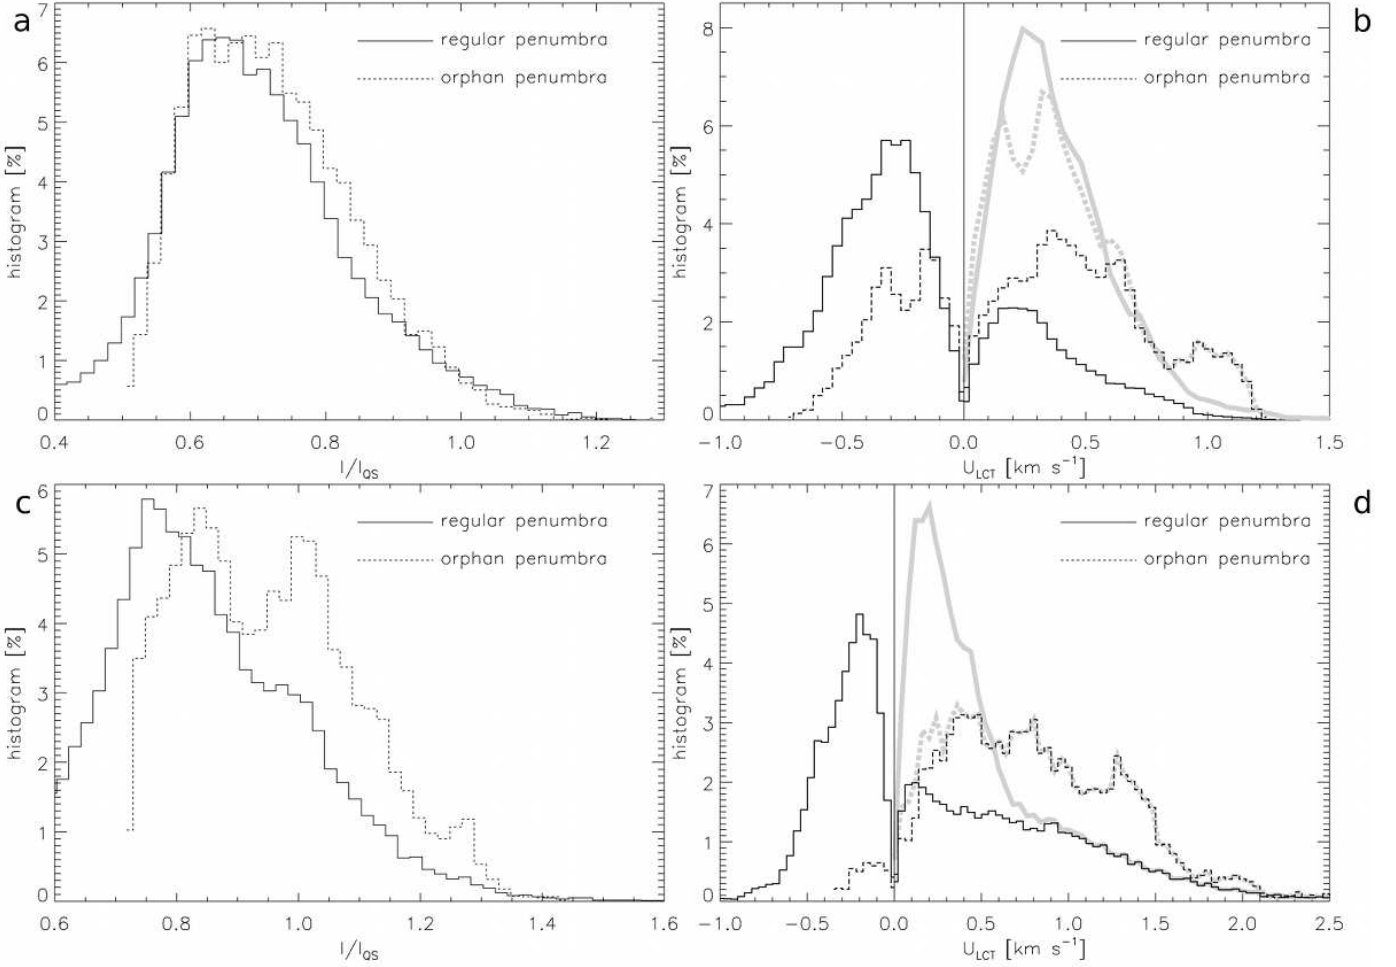 a
7
6
5
4
3
2
1
0
histogram [%]
regular penumbra
orphan penumbra
0.4 0.6 0.8 1.0 1.2
I/I_QS
b
8
6
4
2
0
histogram [%]
regular penumbra
orphan penumbra
−1.0 −0.5 0.0 0.5 1.0 1.5
U_LCT [km s⁻¹]
c
6
5
4
3
2
1
0
histogram [%]
regular penumbra
orphan penumbra
0.6 0.8 1.0 1.2 1.4 1.6
I/I_QS
d
7
6
5
4
3
2
1
0
histogram [%]
regular penumbra
orphan penumbra
−1.0 −0.5 0.0 0.5 1.0 1.5 2.0 2.5
U_LCT [km s⁻¹]